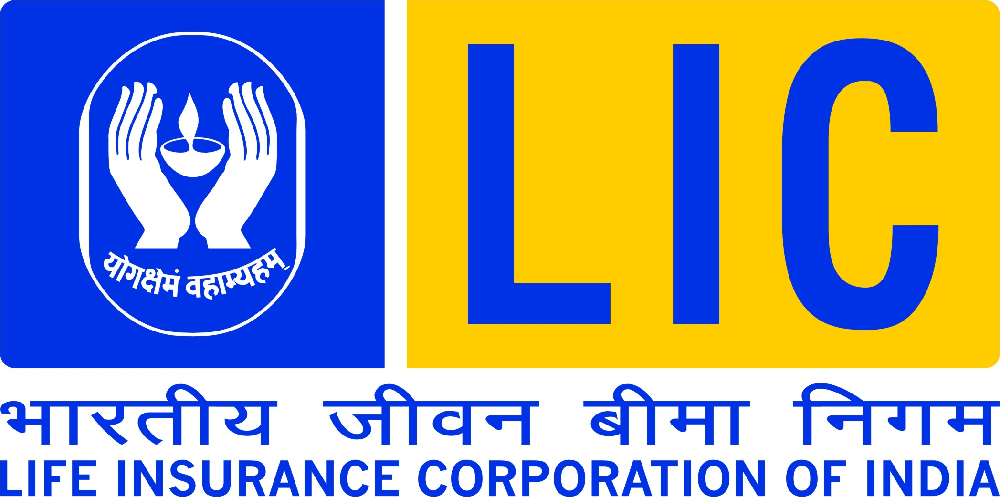 योगक्षेमं वहाम्यहम्
LIC
भारतीय जीवन बीमा निगम
LIFE INSURANCE CORPORATION OF INDIA